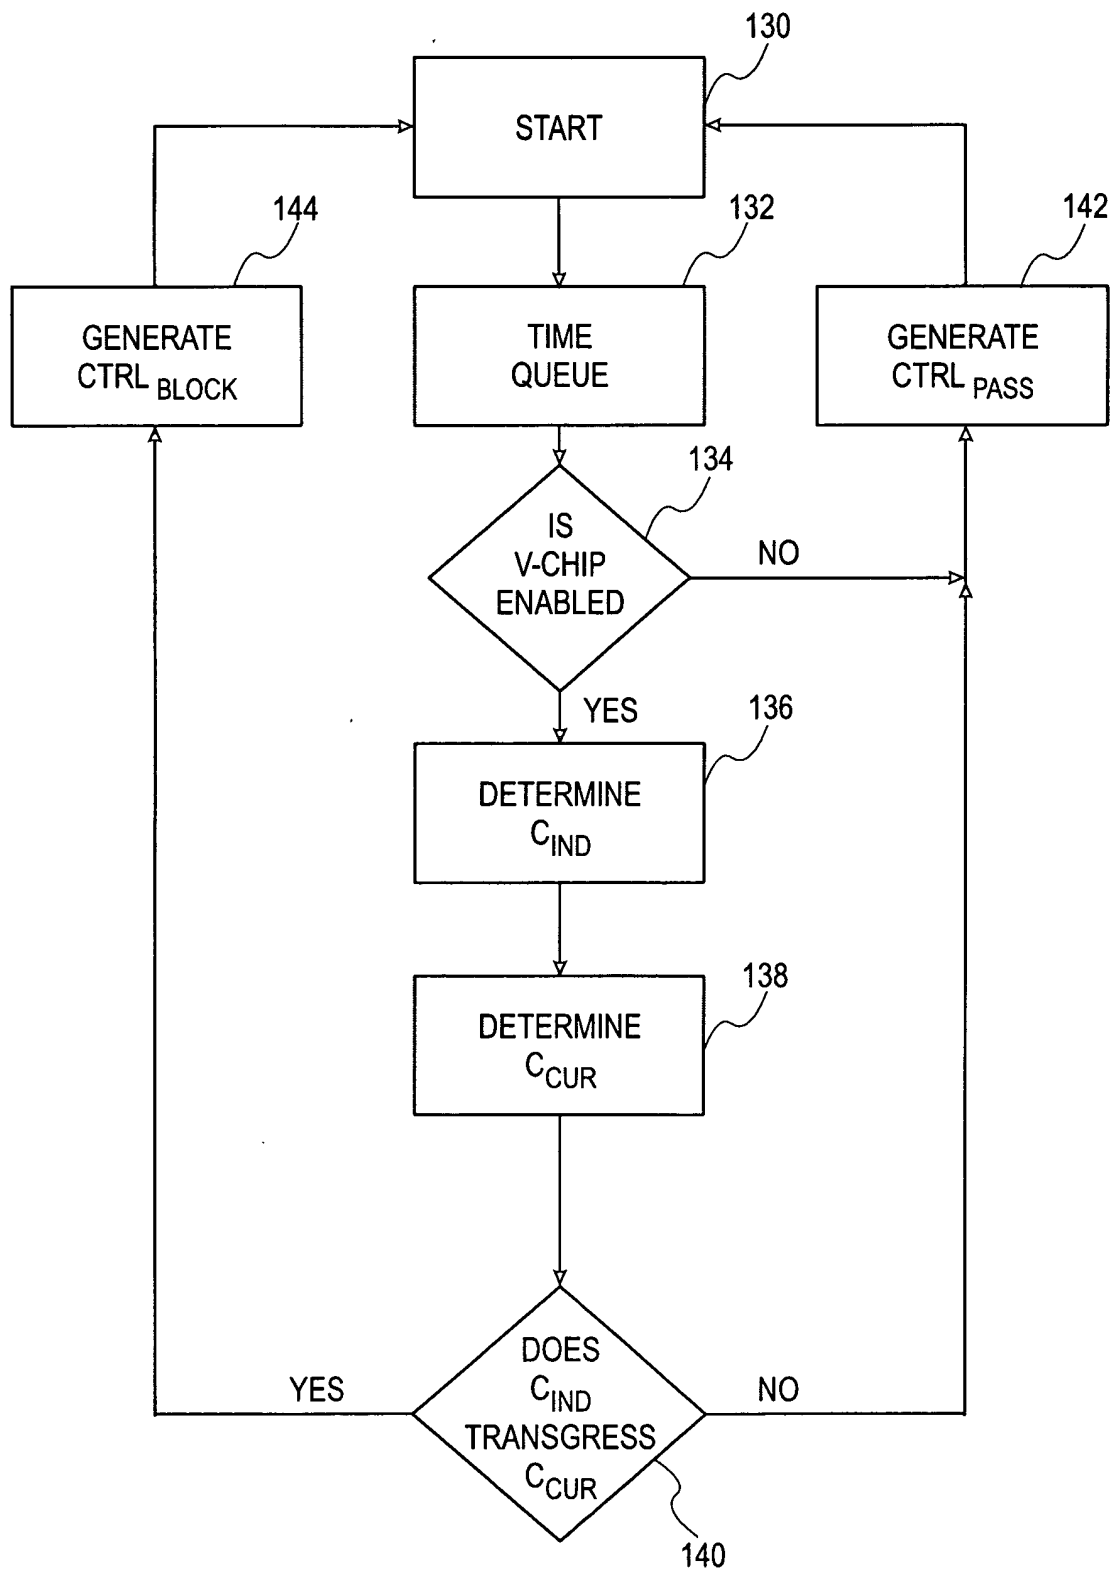 130
START
144
132
142
GENERATE
CTRL BLOCK
TIME
QUEUE
GENERATE
CTRL PASS
134
IS
V-CHIP
ENABLED
NO
YES
136
DETERMINE
CIND
138
DETERMINE
CCUR
DOES
CIND
TRANSGRESS
CCUR
YES
NO
140